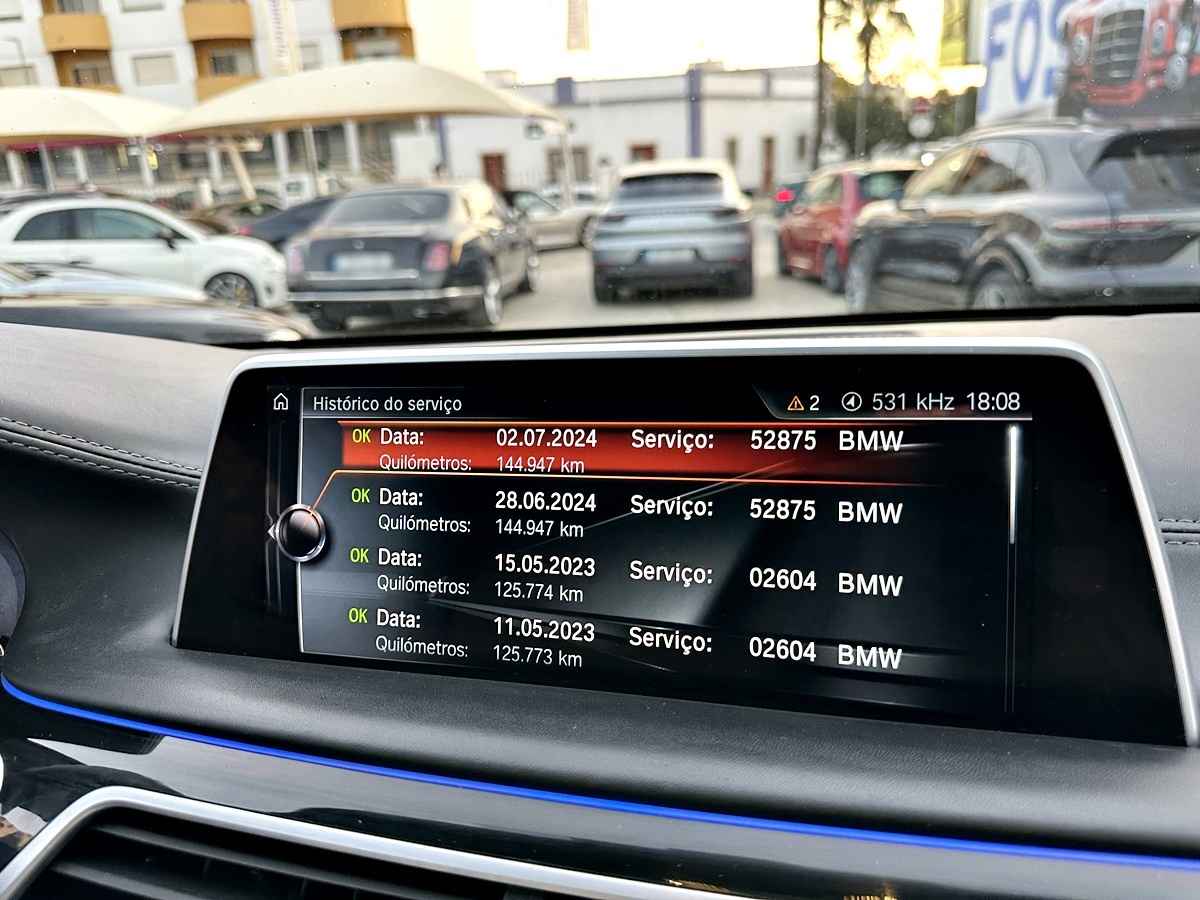 FOS
Histórico do serviço 2 531 kHz 18:08
OK Data: 02.07.2024 Serviço: 52875 BMW
Quilómetros: 144.947 km
OK Data: 28.06.2024 Serviço: 52875 BMW
Quilómetros: 144.947 km
OK Data: 15.05.2023 Serviço: 02604 BMW
Quilómetros: 125.774 km
OK Data: 11.05.2023 Serviço: 02604 BMW
Quilómetros: 125.773 km